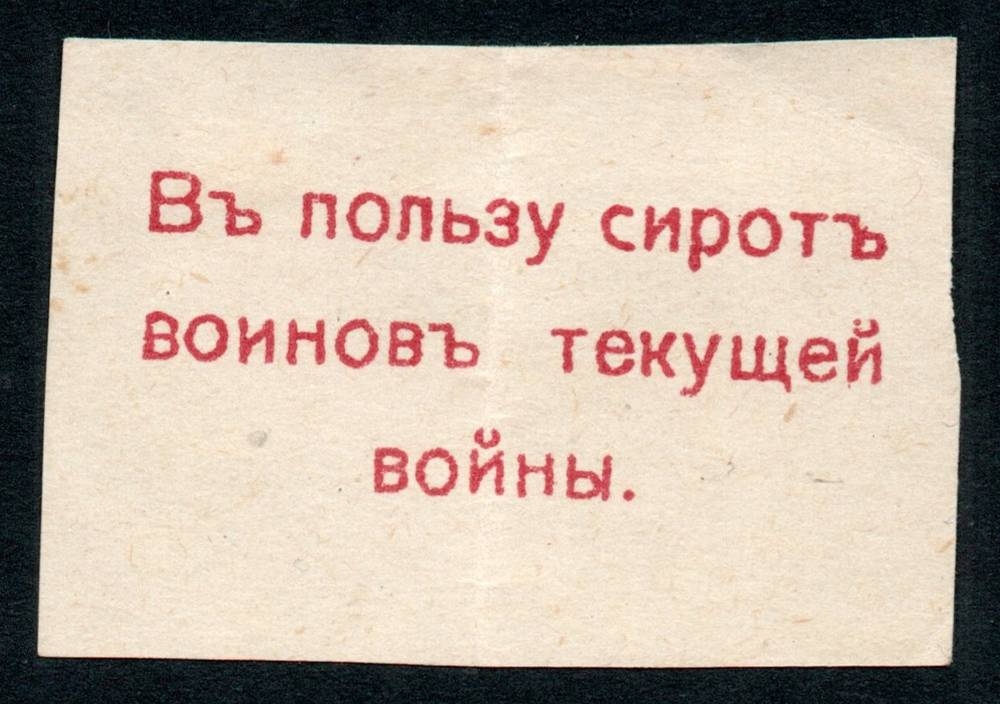 Въ пользу сиротъ
воиновъ текущей
войны.